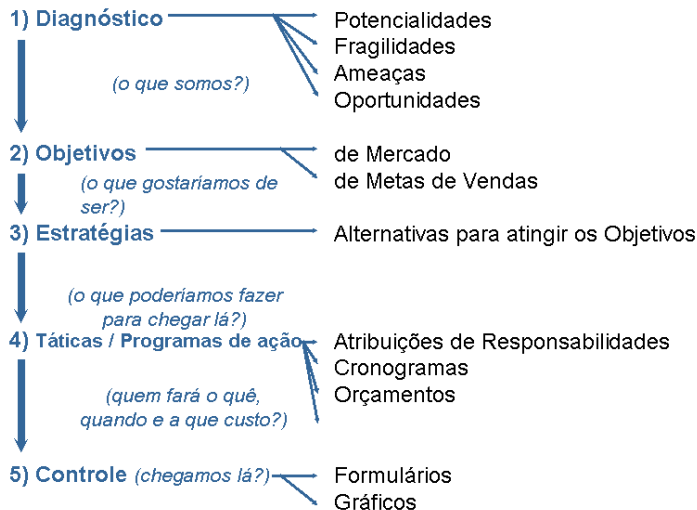 1) Diagnóstico
Potencialidades
Fragilidades
(o que somos?)
Ameaças
Oportunidades
2) Objetivos
de Mercado
(o que gostaríamos de
ser?)
de Metas de Vendas
3) Estratégias
Alternativas para atingir os Objetivos
(o que poderíamos fazer
para chegar lá?)
4) Táticas / Programas de ação
Atribuições de Responsabilidades
Cronogramas
(quem fará o quê,
quando e a que custo?)
Orçamentos
5) Controle (chegamos lá?)
Formulários
Gráficos